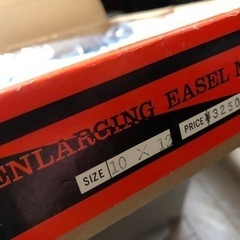 ENLARGING EASEL
SIZE 10 × 12 PRICE ¥3250